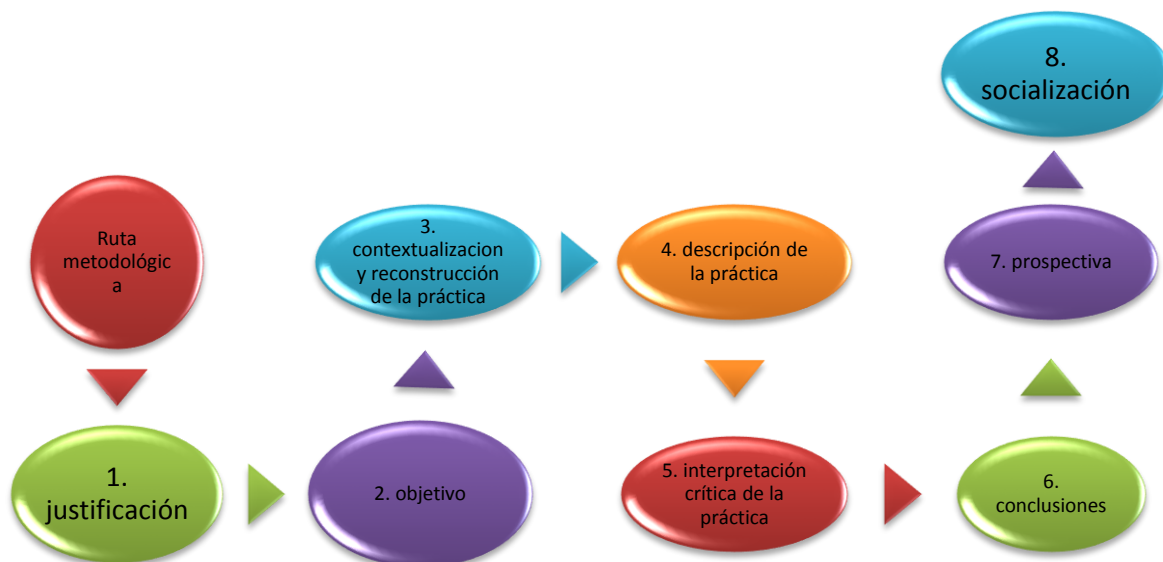 Ruta
metodológic
a
1.
justificación
2. objetivo
3.
contextualizacion
y reconstrucción
de la práctica
4. descripción de
la práctica
5. interpretación
crítica de la
práctica
6.
conclusiones
7. prospectiva
8.
socialización